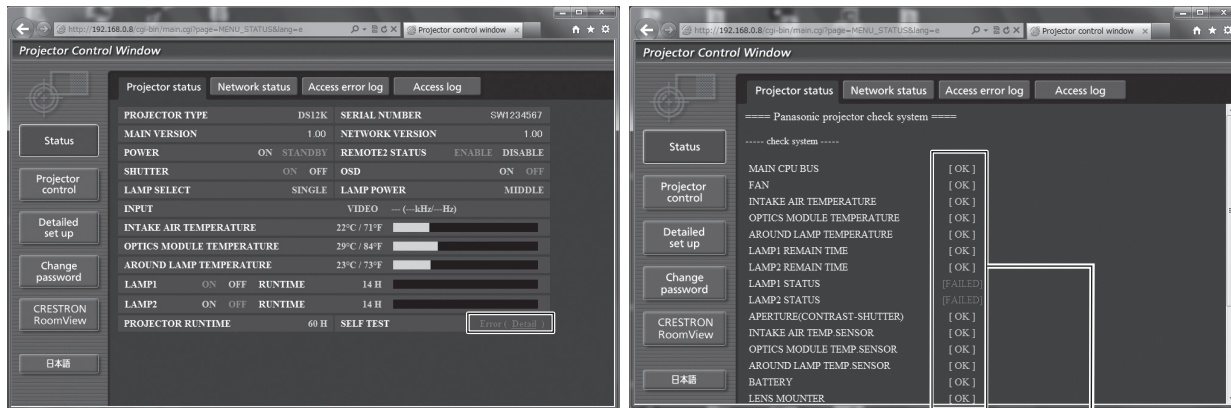 http://192.168.0.8/cgi-bin/main.cgi?page=MENU_STATUS&lang=e
Projector control window
Projector Control Window
Projector status Network status Access error log Access log
Status
Projector control
Detailed set up
Change password
CRESTRON RoomView
日本語
PROJECTOR TYPE DS12K SERIAL NUMBER SW1234567
MAIN VERSION 1.00 NETWORK VERSION 1.00
POWER ON STANDBY REMOTE2 STATUS ENABLE DISABLE
SHUTTER ON OFF OSD ON OFF
LAMP SELECT SINGLE LAMP POWER MIDDLE
INPUT VIDEO --- (---kHz/---Hz)
INTAKE AIR TEMPERATURE 22°C / 71°F
OPTICS MODULE TEMPERATURE 29°C / 84°F
AROUND LAMP TEMPERATURE 23°C / 73°F
LAMP1 ON OFF RUNTIME 14 H
LAMP2 ON OFF RUNTIME 14 H
PROJECTOR RUNTIME 60 H SELF TEST Error ( Detail )
http://192.168.0.8/cgi-bin/main.cgi?page=MENU_STATUS&lang=e
Projector control window
Projector Control Window
Projector status Network status Access error log Access log
Status
Projector control
Detailed set up
Change password
CRESTRON RoomView
日本語
==== Panasonic projector check system ====
----- check system -----
MAIN CPU BUS [ OK ]
FAN [ OK ]
INTAKE AIR TEMPERATURE [ OK ]
OPTICS MODULE TEMPERATURE [ OK ]
AROUND LAMP TEMPERATURE [ OK ]
LAMP1 REMAIN TIME [ OK ]
LAMP2 REMAIN TIME [ OK ]
LAMP1 STATUS [FAILED]
LAMP2 STATUS [FAILED]
APERTURE(CONTRAST-SHUTTER) [ OK ]
INTAKE AIR TEMP.SENSOR [ OK ]
OPTICS MODULE TEMP.SENSOR [ OK ]
AROUND LAMP TEMP.SENSOR [ OK ]
BATTERY [ OK ]
LENS MOUNTER [ OK ]